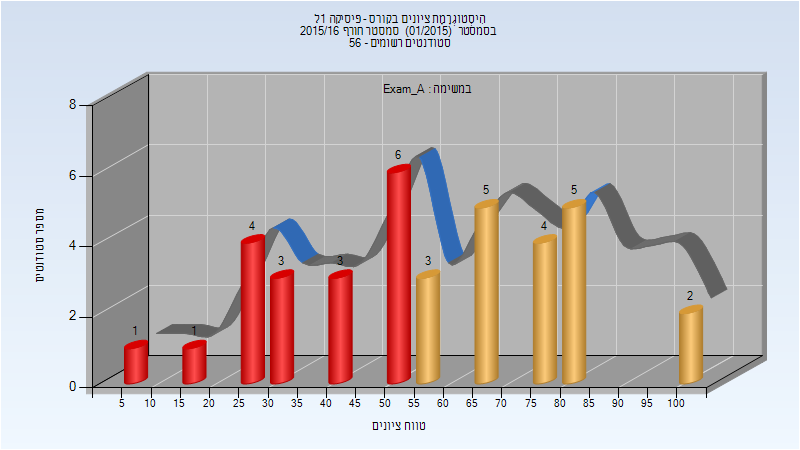 היסטוגרמת ציונים בקורס - פיסיקה 1ל
בסמסטר (01/2015) סמסטר חורף 2015/16
סטודנטים רשומים - 56
במשימה : Exam_A
מספר סטודנטים
8
6
4
2
0
1
1
4
3
3
6
3
5
4
5
2
5 10 15 20 25 30 35 40 45 50 55 60 65 70 75 80 85 90 95 100
טווח ציונים